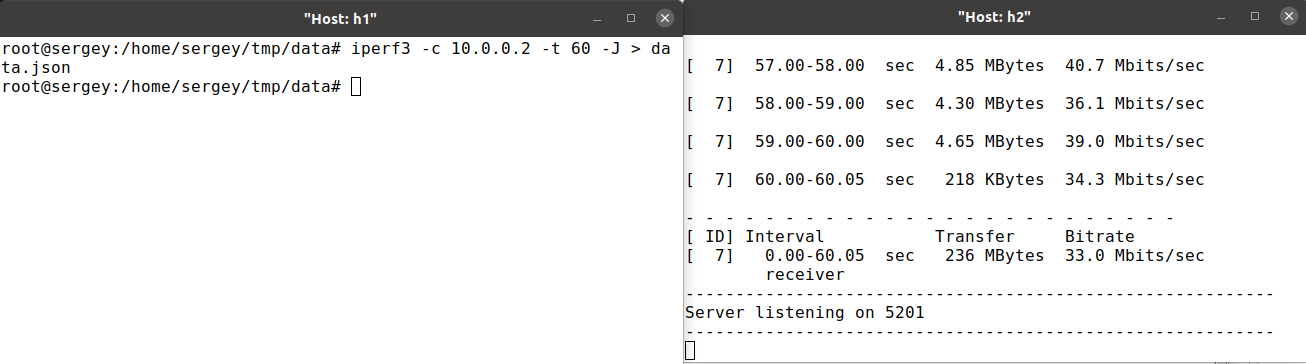 "Host: h1"
root@sergey:/home/sergey/tmp/data# iperf3 -c 10.0.0.2 -t 60 -J > da
ta.json
root@sergey:/home/sergey/tmp/data#
"Host: h2"
[  7]  57.00-58.00  sec  4.85 MBytes  40.7 Mbits/sec
[  7]  58.00-59.00  sec  4.30 MBytes  36.1 Mbits/sec
[  7]  59.00-60.00  sec  4.65 MBytes  39.0 Mbits/sec
[  7]  60.00-60.05  sec   218 KBytes  34.3 Mbits/sec
- - - - - - - - - - - - - - - - - - - - - - - - -
[ ID] Interval           Transfer     Bitrate
[  7]   0.00-60.05  sec   236 MBytes  33.0 Mbits/sec
        receiver
-----------------------------------------------------------
Server listening on 5201
-----------------------------------------------------------